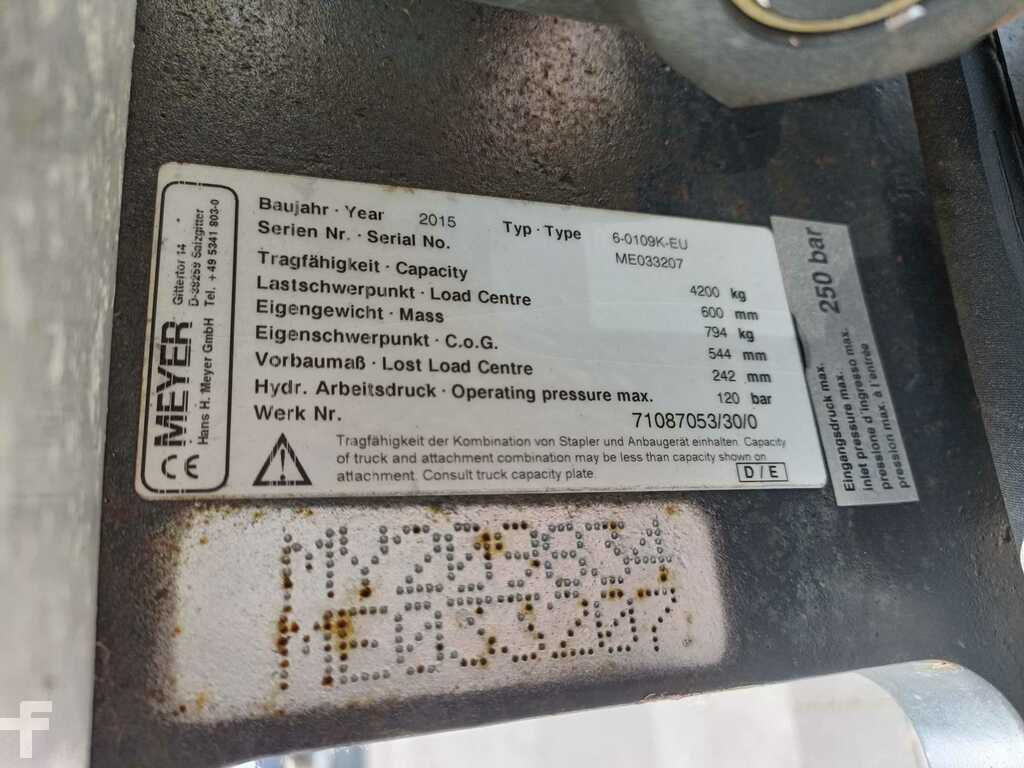 MEYER
Hans H. Meyer GmbH
Gittertor 14
D-38259 Salzgitter
Tel. +49 5341 803-0
CE
Baujahr · Year 2015 Typ · Type 6-0109K-EU
Serien Nr. · Serial No. ME033207
Tragfähigkeit · Capacity 4200 kg
Lastschwerpunkt · Load Centre 600 mm
Eigengewicht · Mass 794 kg
Eigenschwerpunkt · C.o.G. 544 mm
Vorbaumaß · Lost Load Centre 242 mm
Hydr. Arbeitsdruck · Operating pressure max. 120 bar
Werk Nr. 71087053/30/0
Tragfähigkeit der Kombination von Stapler und Anbaugerät einhalten. Capacity
of truck and attachment combination may be less than capacity shown on
attachment. Consult truck capacity plate.
D/E
Eingangsdruck max. 250 bar
inlet pressure max.
pressione d'ingresso max.
pression max. à l'entrée
ME033207